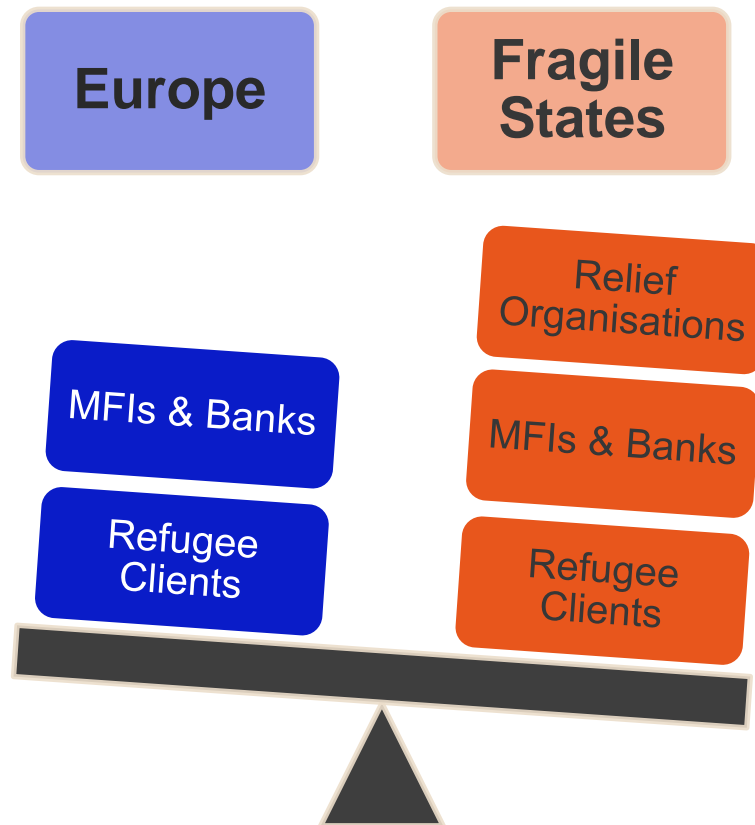 Europe
Fragile
States
Relief
Organisations
MFIs & Banks
MFIs & Banks
Refugee
Clients
Refugee
Clients